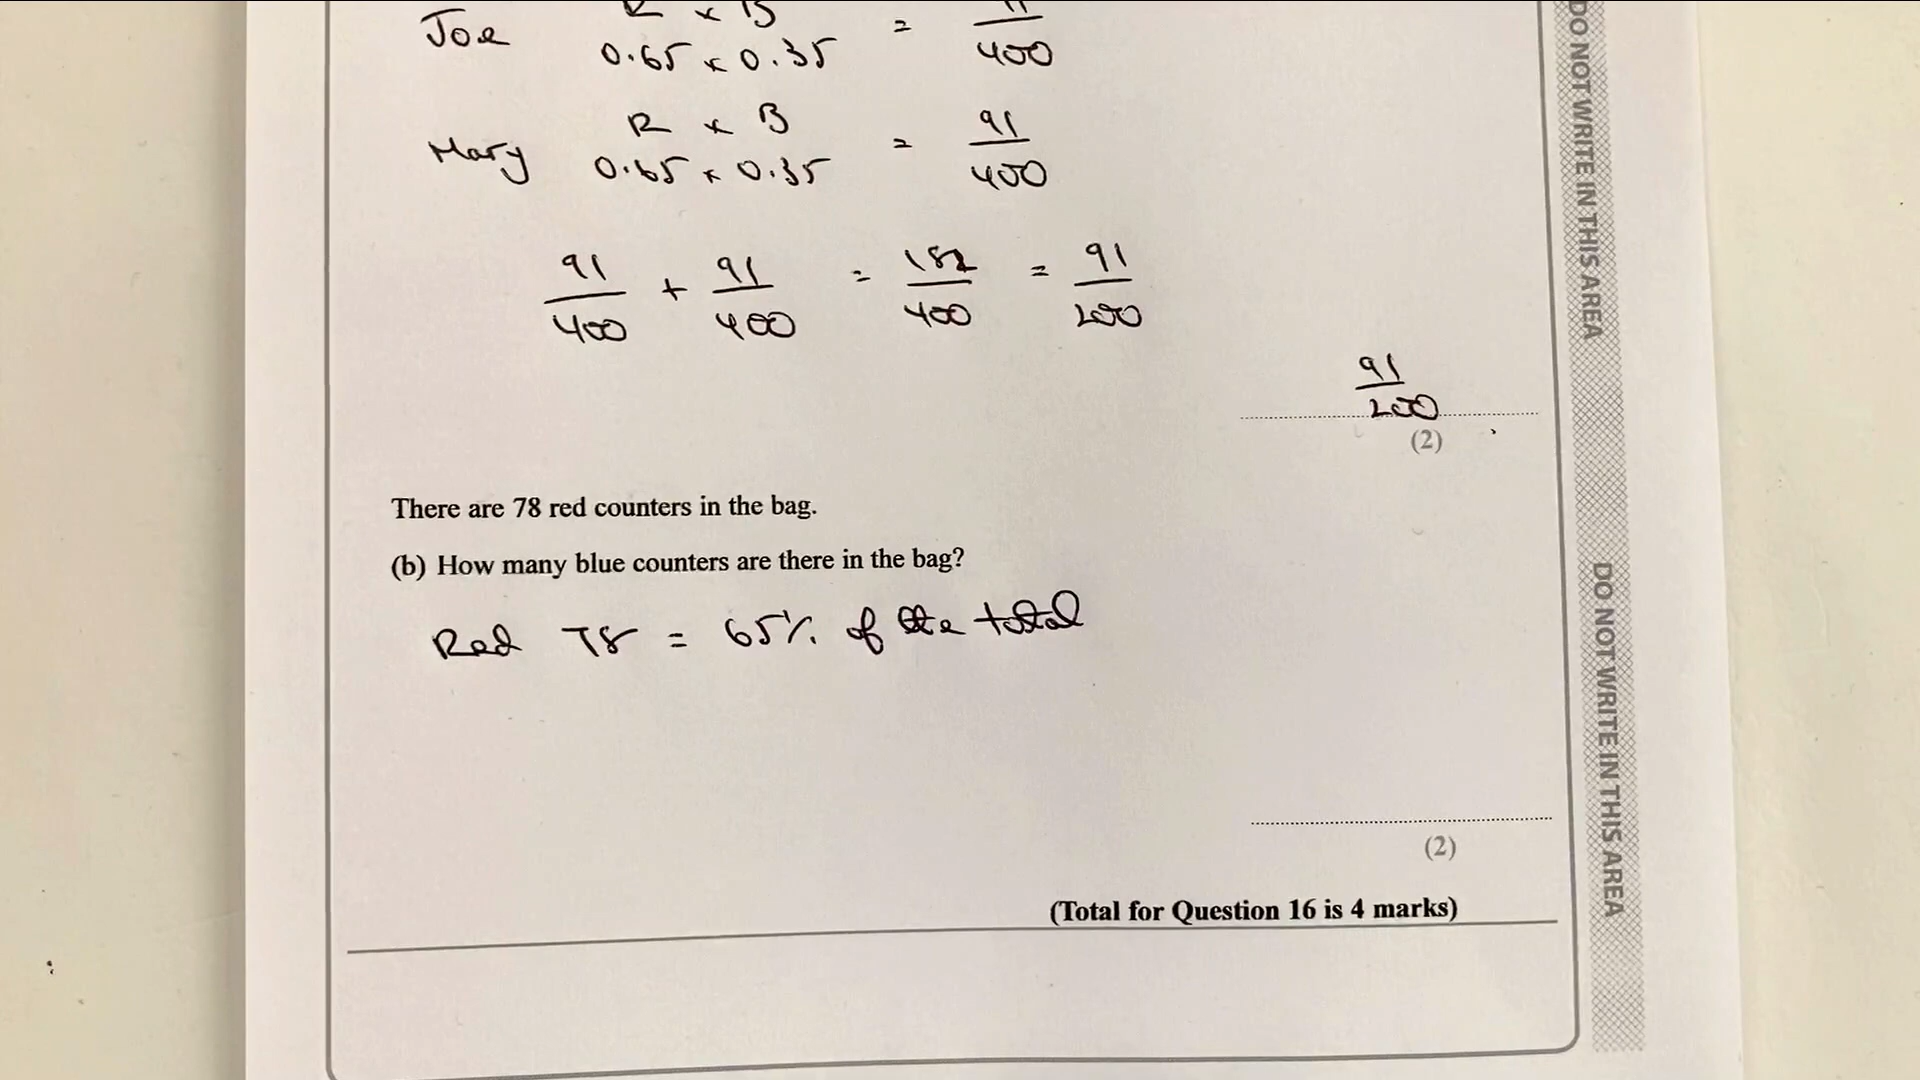 Joe R × B = 
0.65 × 0.35 400
Mary R × B = 91
0.65 × 0.35 400
91 + 91 = 182 = 91
400 400 400 200
91
200
(2)
There are 78 red counters in the bag.
(b) How many blue counters are there in the bag?
Red 78 = 65% of the total
(2)
(Total for Question 16 is 4 marks)
DO NOT WRITE IN THIS AREA
DO NOT WRITE IN THIS AREA